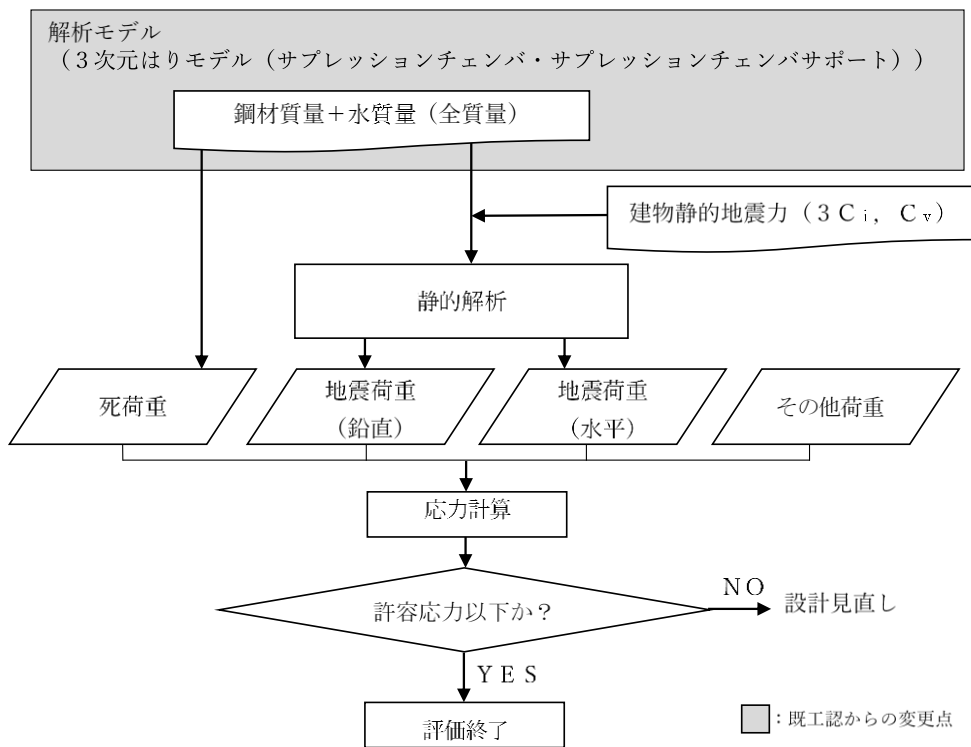 解析モデル
（３次元はりモデル（サプレッションチェンバ・サプレッションチェンバサポート））
鋼材質量＋水質量（全質量）
建物静的地震力（３Ｃｉ，Ｃｖ）
静的解析
死荷重
地震荷重
（鉛直）
地震荷重
（水平）
その他荷重
応力計算
許容応力以下か？
ＮＯ
設計見直し
ＹＥＳ
評価終了
：既工認からの変更点